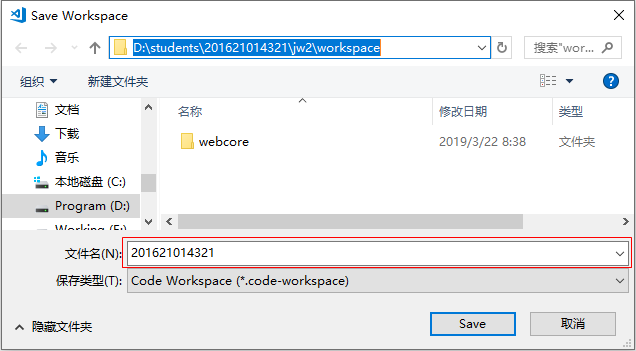 Save Workspace
D:\students\201621014321\jw2\workspace
搜索"wor...
组织
新建文件夹
?
文档
下载
音乐
本地磁盘 (C:)
Program (D:)
Working (E:)
名称
修改日期
类型
webcore
2019/3/22 8:38
文件夹
文件名(N):
201621014321
保存类型(T):
Code Workspace (*.code-workspace)
隐藏文件夹
Save
取消